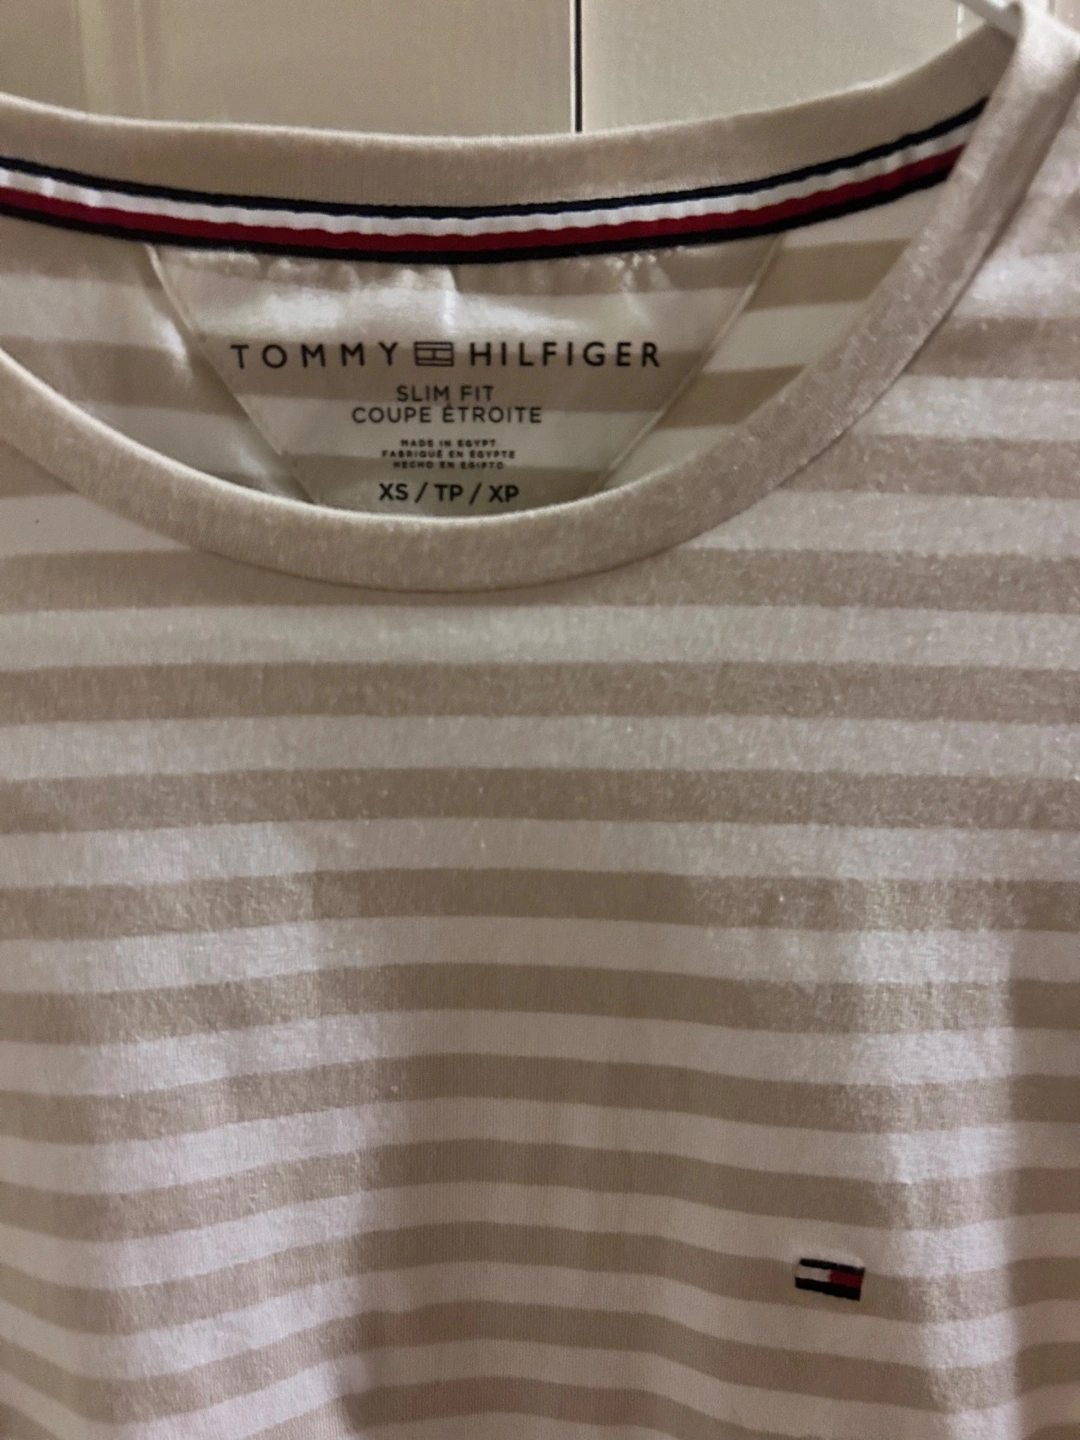 TOMMY HILFIGER
SLIM FIT
COUPE ÉTROITE
MADE IN EGYPT
FABRIQUÉ EN ÉGYPTE
HECHO EN EGIPTO
XS / TP / XP